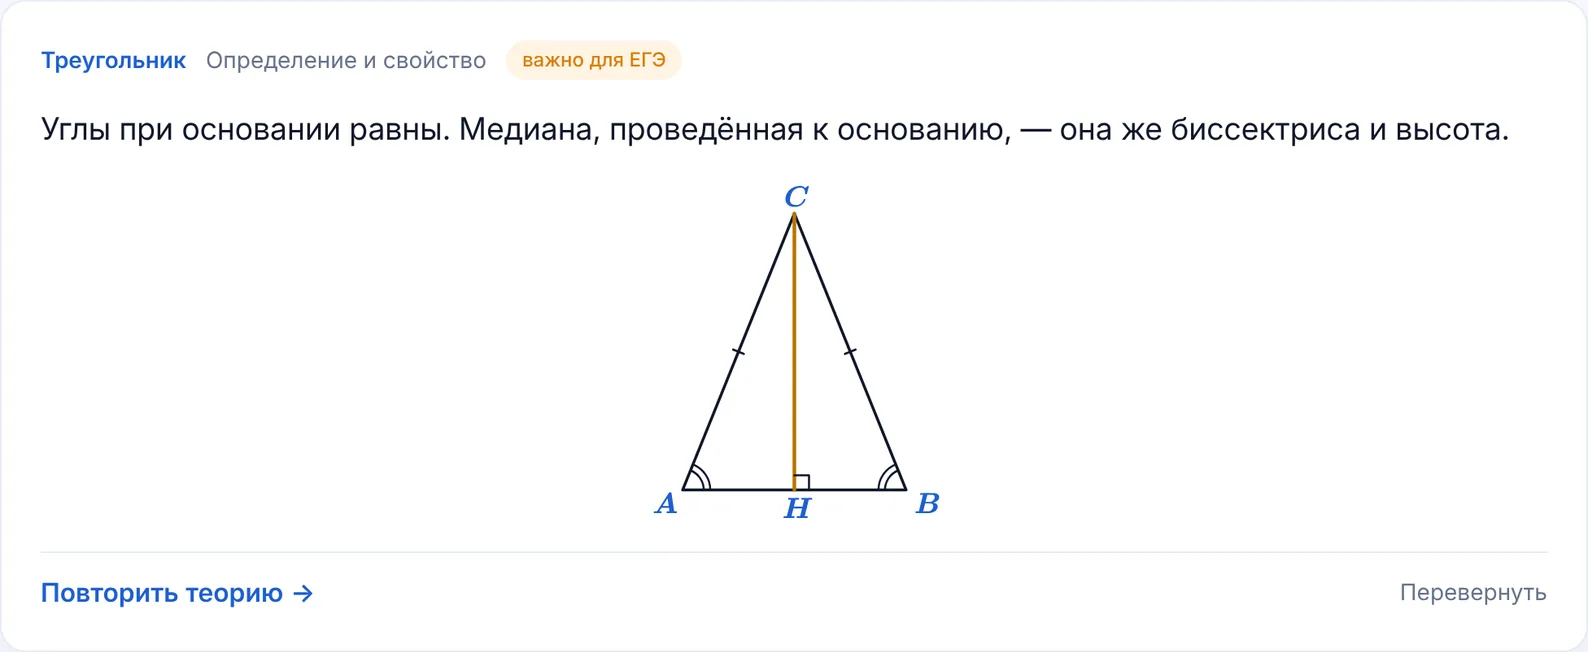 Треугольник Определение и свойство важно для ЕГЭ
Углы при основании равны. Медиана, проведённая к основанию, — она же биссектриса и высота.
C
A H B
Повторить теорию → Перевернуть